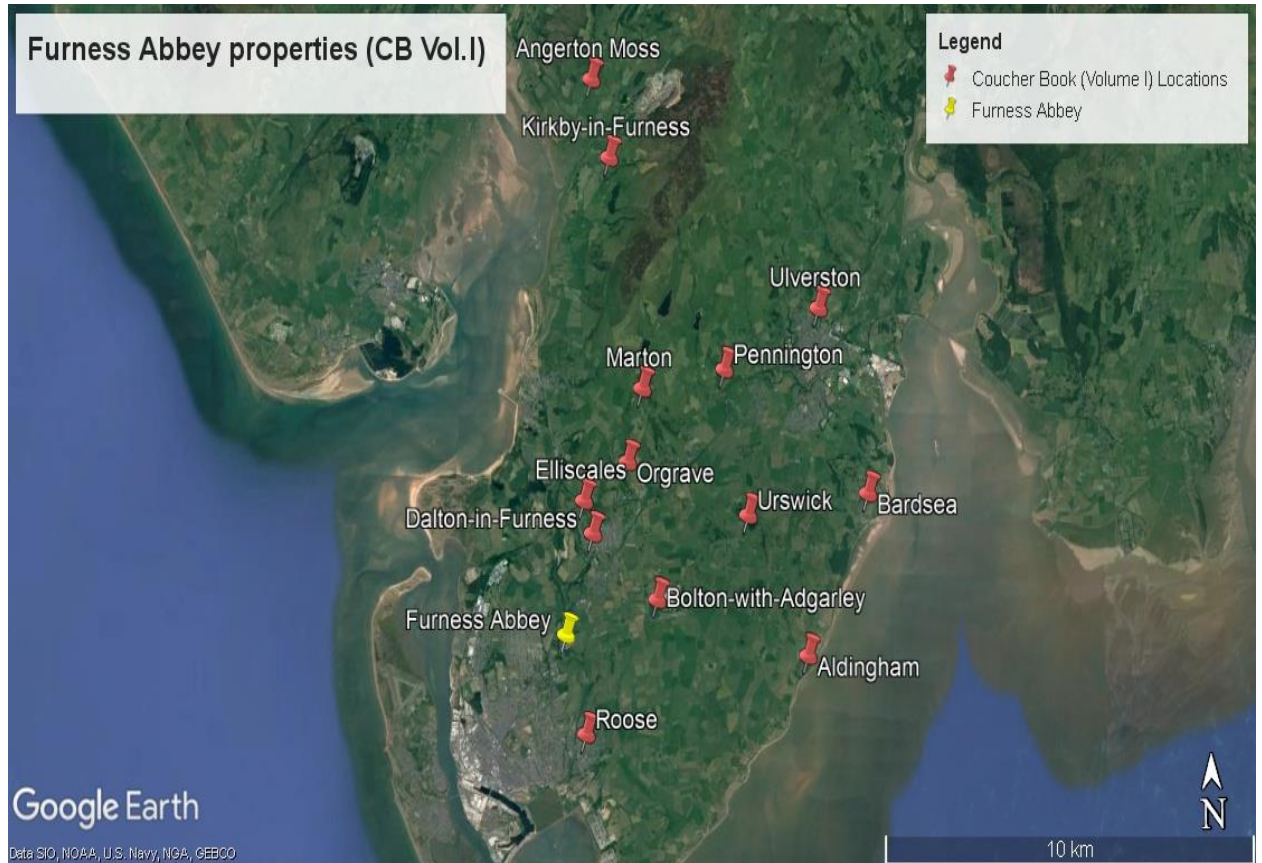 Furness Abbey properties (CB Vol.I)
Legend
Coucher Book (Volume I) Locations
Furness Abbey
Angerton Moss
Kirkby-in-Furness
Ulverston
Pennington
Marton
Elliscales
Orgrave
Urswick
Bardsea
Dalton-in-Furness
Bolton-with-Adgarley
Furness Abbey
Aldingham
Roose
Google Earth
N
Data SIO, NOAA, U.S. Navy, NGA, GEBCO
10 km